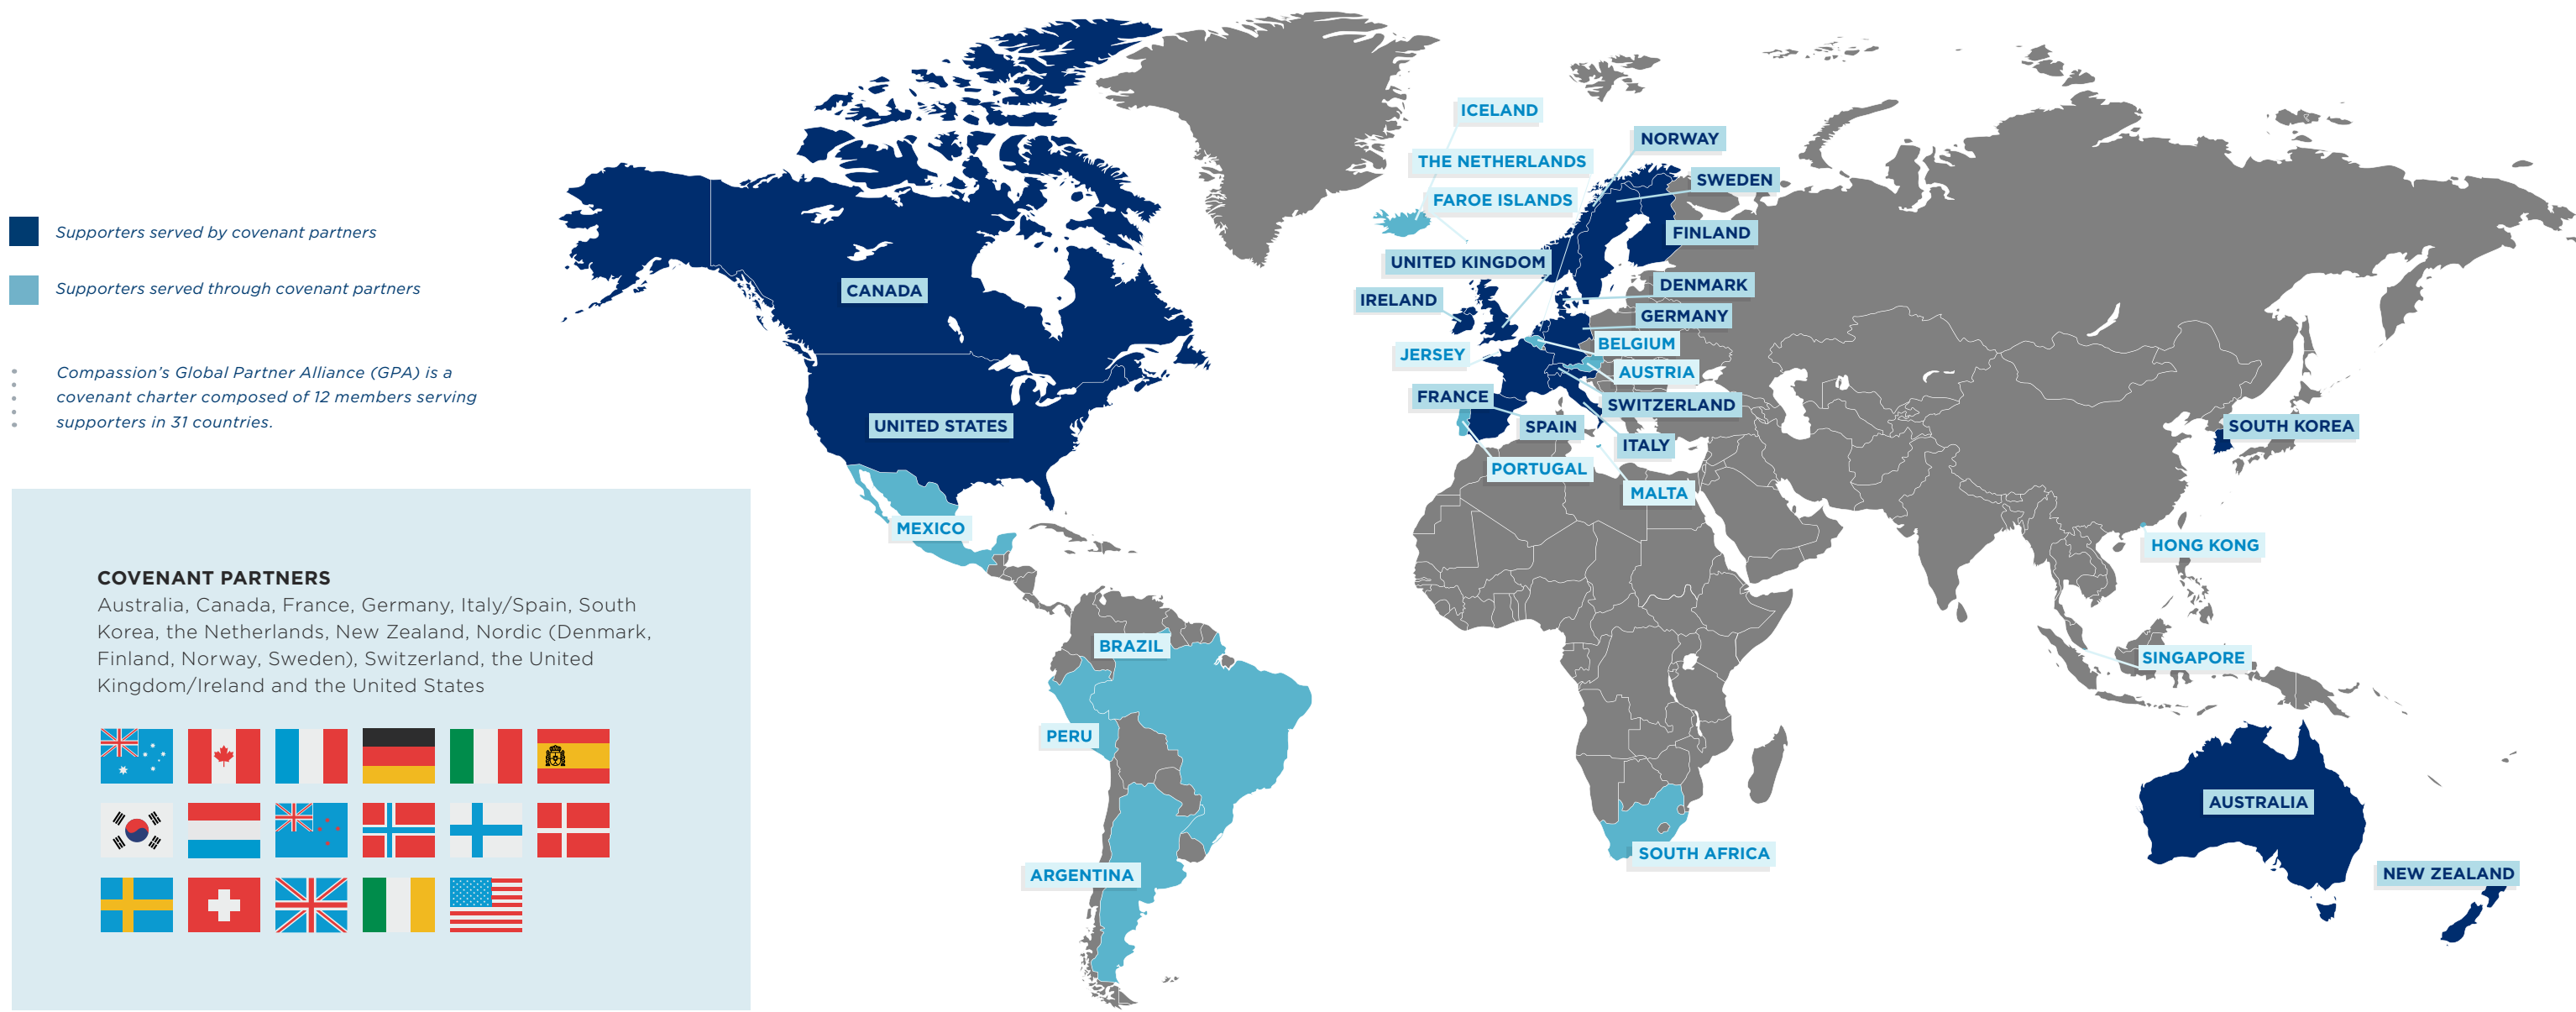 Supporters served by covenant partners
Supporters served through covenant partners
Compassion’s Global Partner Alliance (GPA) is a
covenant charter composed of 12 members serving
supporters in 31 countries.
COVENANT PARTNERS
Australia, Canada, France, Germany, Italy/Spain, South
Korea, the Netherlands, New Zealand, Nordic (Denmark,
Finland, Norway, Sweden), Switzerland, the United
Kingdom/Ireland and the United States
CANADA
UNITED STATES
MEXICO
BRAZIL
PERU
ARGENTINA
ICELAND
NORWAY
THE NETHERLANDS
SWEDEN
FAROE ISLANDS
FINLAND
UNITED KINGDOM
DENMARK
IRELAND
GERMANY
BELGIUM
JERSEY
AUSTRIA
FRANCE
SWITZERLAND
SPAIN
ITALY
PORTUGAL
MALTA
SOUTH KOREA
HONG KONG
SINGAPORE
SOUTH AFRICA
AUSTRALIA
NEW ZEALAND